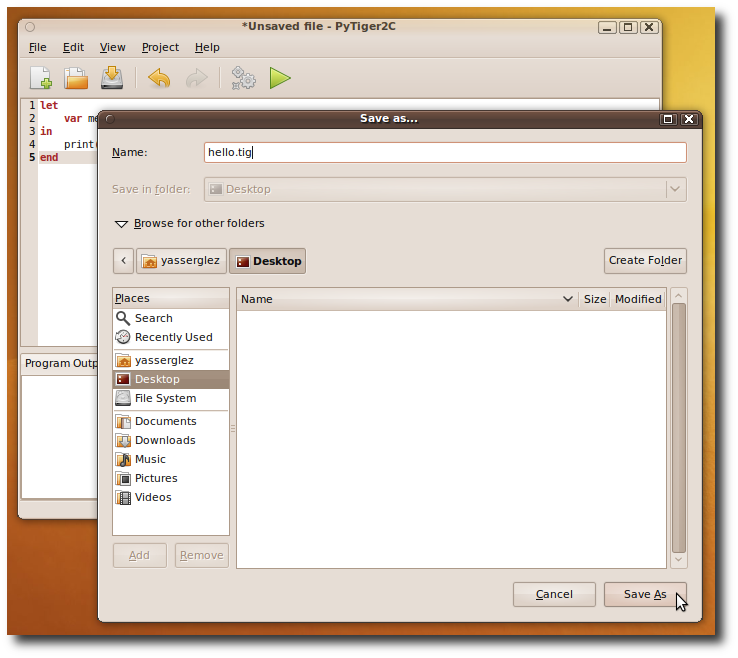 *Unsaved file - PyTiger2C
File Edit View Project Help
1 let
2 var me
3 in
4 print(
5 end
Program Outp
Save as...
Name: hello.tig
Save in folder: Desktop
Browse for other folders
yasserglez Desktop Create Folder
Places
Search
Recently Used
yasserglez
Desktop
File System
Documents
Downloads
Music
Pictures
Videos
Name Size Modified
Add Remove
Cancel Save As